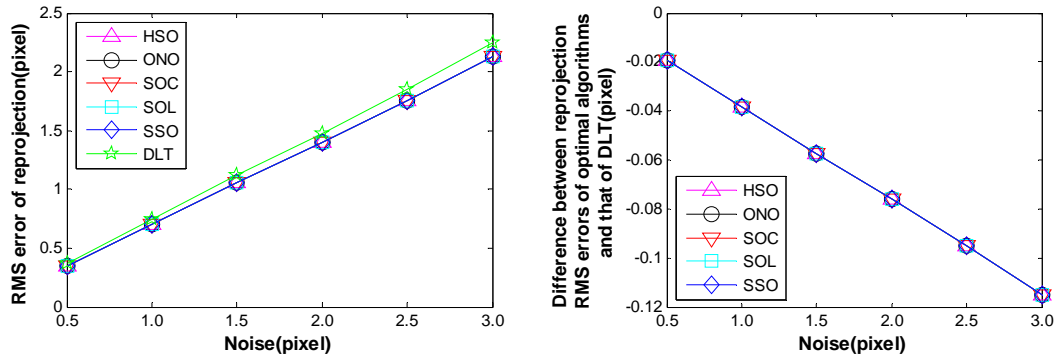 RMS error of reprojection(pixel)
2.5
2
1.5
1
0.5
0
HSO
ONO
SOC
SOL
SSO
DLT
0.5
1.0
1.5
2.0
2.5
3.0
Noise(pixel)
Difference between reprojection
RMS errors of optimal algorithms
and that of DLT(pixel)
0
-0.02
-0.04
-0.06
-0.08
-0.1
-0.12
HSO
ONO
SOC
SOL
SSO
0.5
1.0
1.5
2.0
2.5
3.0
Noise(pixel)